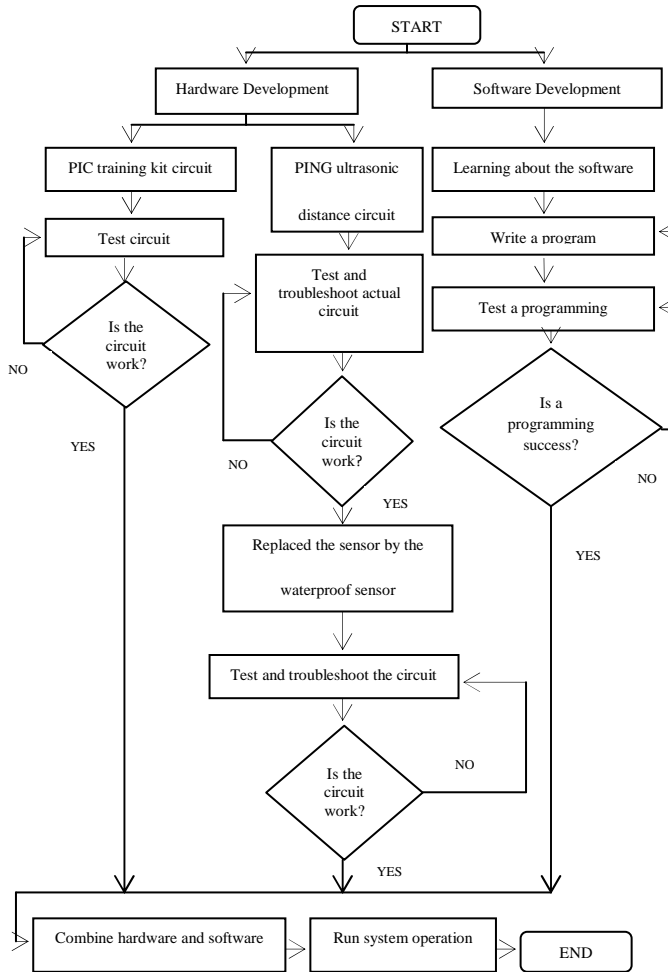 START
Hardware Development
Software Development
PIC training kit circuit
PING ultrasonic
distance circuit
Learning about the software
Test circuit
Write a program
Test and
troubleshoot actual
circuit
Test a programming
Is the
circuit
work?
NO
YES
Is the
circuit
work?
NO
YES
Is a
programming
success?
NO
YES
Replaced the sensor by the
waterproof sensor
Test and troubleshoot the circuit
Is the
circuit
work?
NO
YES
Combine hardware and software
Run system operation
END